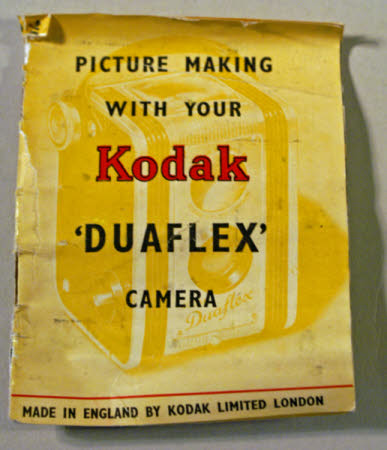 PICTURE MAKING
WITH YOUR
Kodak
'DUAFLEX'
CAMERA
Duaflex
MADE IN ENGLAND BY KODAK LIMITED LONDON